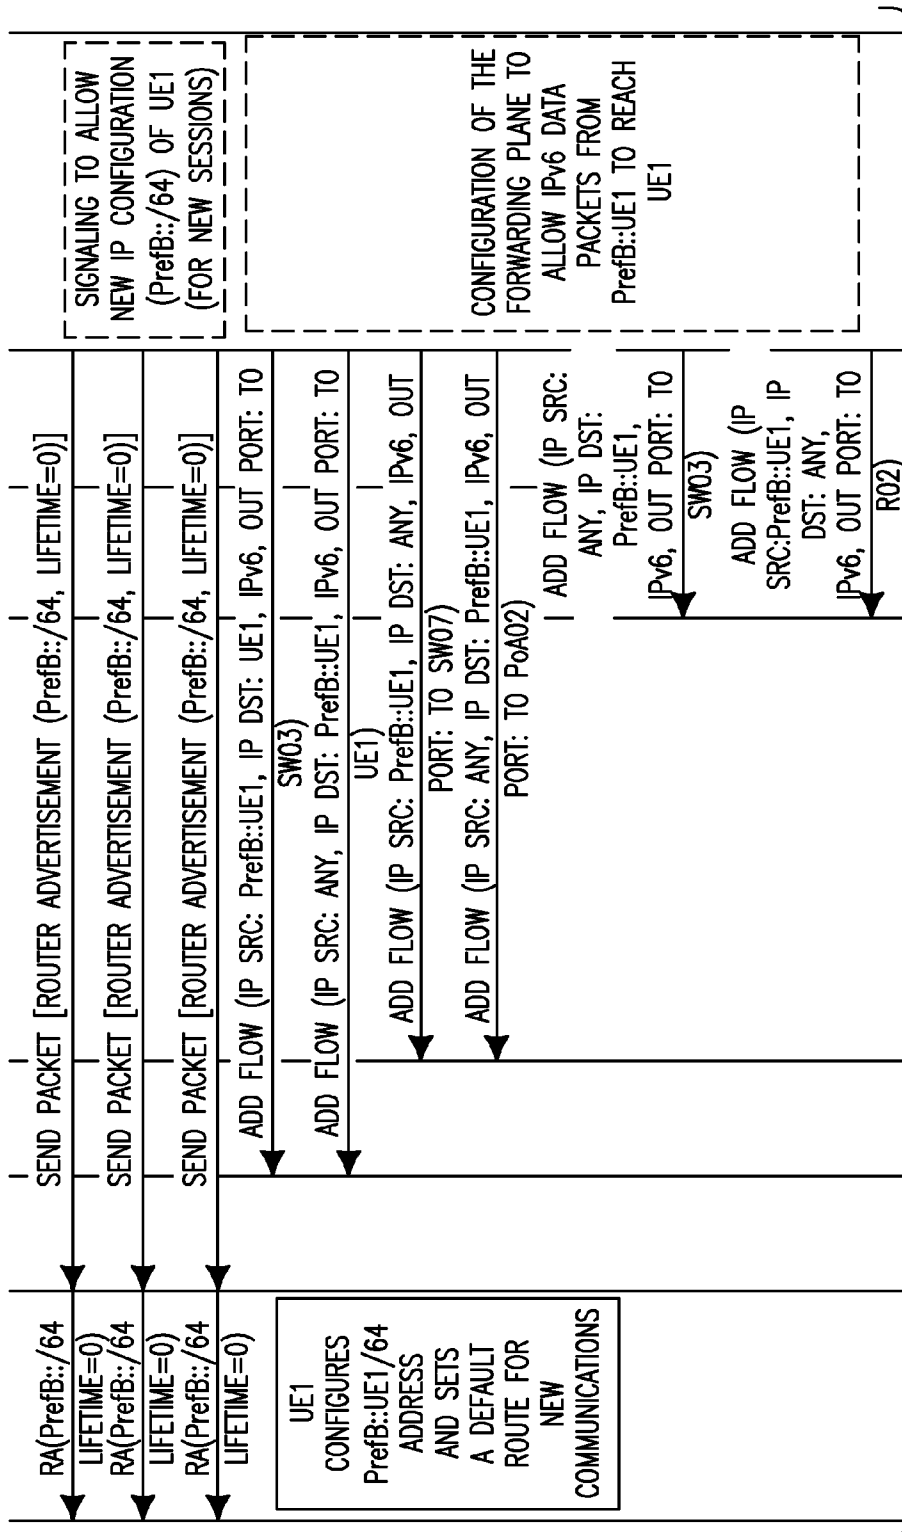 RA(PrefB::/64
LIFETIME=0)
RA(PrefB::/64
LIFETIME=0)
RA(PrefB::/64
LIFETIME=0)
UE1
CONFIGURES
PrefB::UE1/64
ADDRESS
AND SETS
A DEFAULT
ROUTE FOR
NEW
COMMUNICATIONS
SEND PACKET [ROUTER ADVERTISEMENT (PrefB::/64, LIFETIME=0)]
SEND PACKET [ROUTER ADVERTISEMENT (PrefB::/64, LIFETIME=0)]
SEND PACKET [ROUTER ADVERTISEMENT (PrefB::/64, LIFETIME=0)]
ADD FLOW (IP SRC: PrefB::UE1, IP DST: UE1, IPv6, OUT PORT: TO
SW03)
ADD FLOW (IP SRC: ANY, IP DST: PrefB::UE1, IPv6, OUT PORT: TO
UE1)
ADD FLOW (IP SRC: PrefB::UE1, IP DST: ANY, IPv6, OUT
PORT: TO SW07)
ADD FLOW (IP SRC: ANY, IP DST: PrefB::UE1, IPv6, OUT
PORT: TO PoA02)
ADD FLOW (IP SRC:
ANY, IP DST:
PrefB::UE1,
IPv6, OUT PORT: TO
SW03)
ADD FLOW (IP
SRC:PrefB::UE1, IP
DST: ANY,
IPv6, OUT PORT: TO
R02)
SIGNALING TO ALLOW
NEW IP CONFIGURATION
(PrefB::/64) OF UE1
(FOR NEW SESSIONS)
CONFIGURATION OF THE
FORWARDING PLANE TO
ALLOW IPv6 DATA
PACKETS FROM
PrefB::UE1 TO REACH
UE1